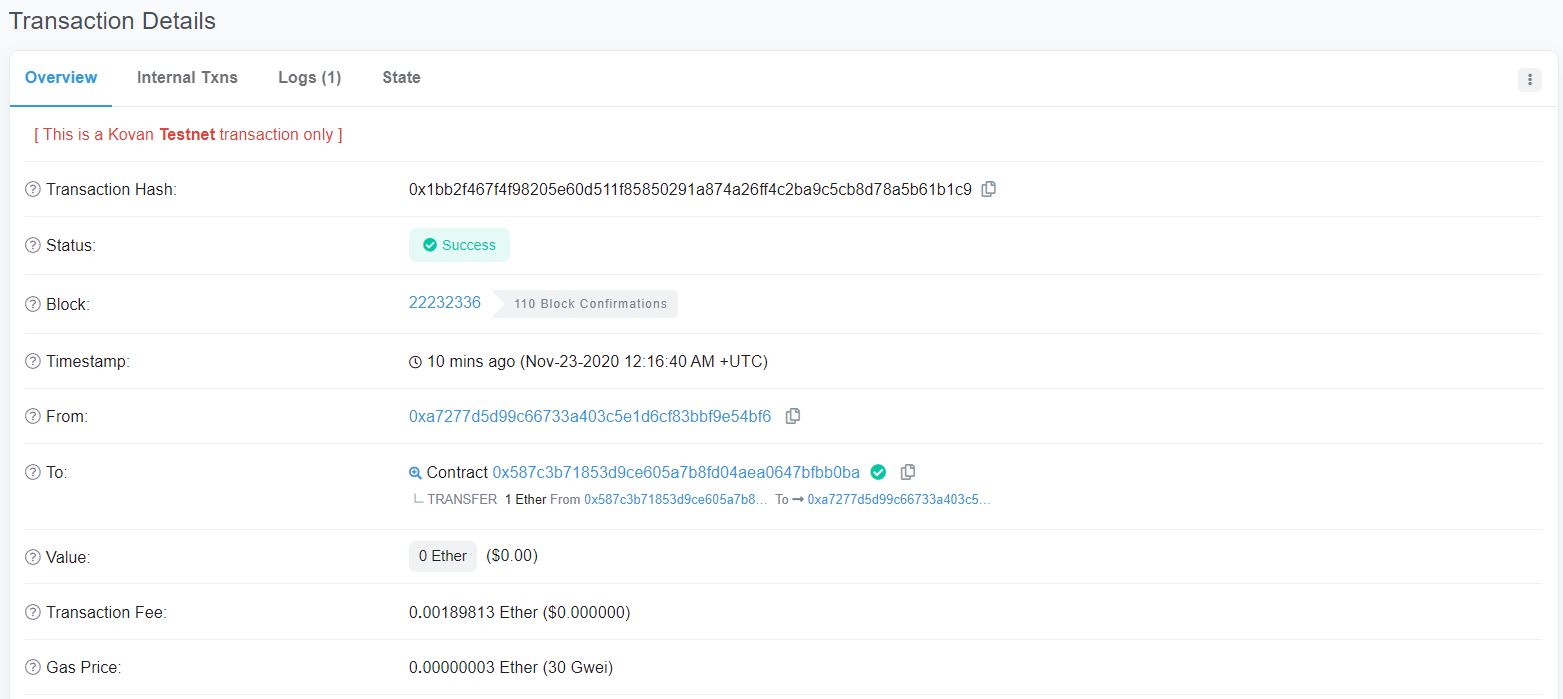 Transaction Details
Overview Internal Txns Logs (1) State
[ This is a Kovan Testnet transaction only ]
Transaction Hash: 0x1bb2f467f4f98205e60d511f85850291a874a26ff4c2ba9c5cb8d78a5b61b1c9
Status: Success
Block: 22232336 110 Block Confirmations
Timestamp: 10 mins ago (Nov-23-2020 12:16:40 AM +UTC)
From: 0xa7277d5d99c66733a403c5e1d6cf83bbf9e54bf6
To: Contract 0x587c3b71853d9ce605a7b8fd04aea0647bfbb0ba
TRANSFER 1 Ether From 0x587c3b71853d9ce605a7b8... To → 0xa7277d5d99c66733a403c5...
Value: 0 Ether ($0.00)
Transaction Fee: 0.00189813 Ether ($0.000000)
Gas Price: 0.00000003 Ether (30 Gwei)